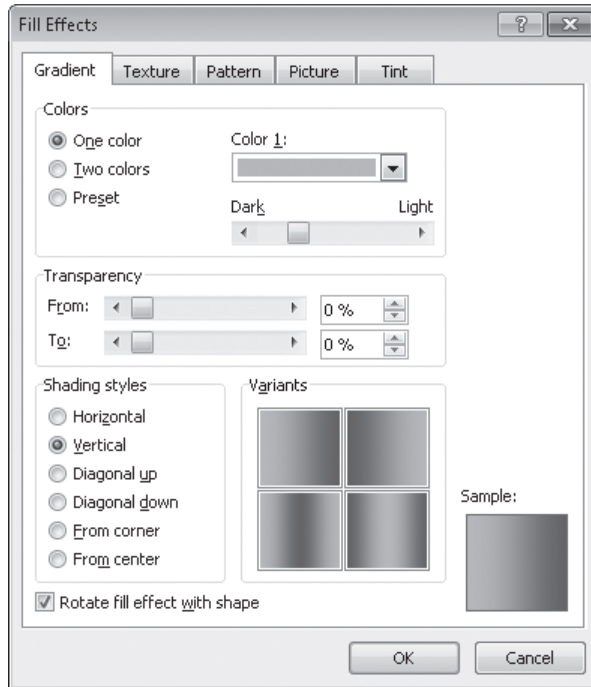 Fill Effects
Gradient Texture Pattern Picture Tint
Colors
One color
Two colors
Preset
Color 1:
Dark Light
Transparency
From: 0 %
To: 0 %
Shading styles
Horizontal
Vertical
Diagonal up
Diagonal down
From corner
From center
Variants
Sample:
Rotate fill effect with shape
OK Cancel